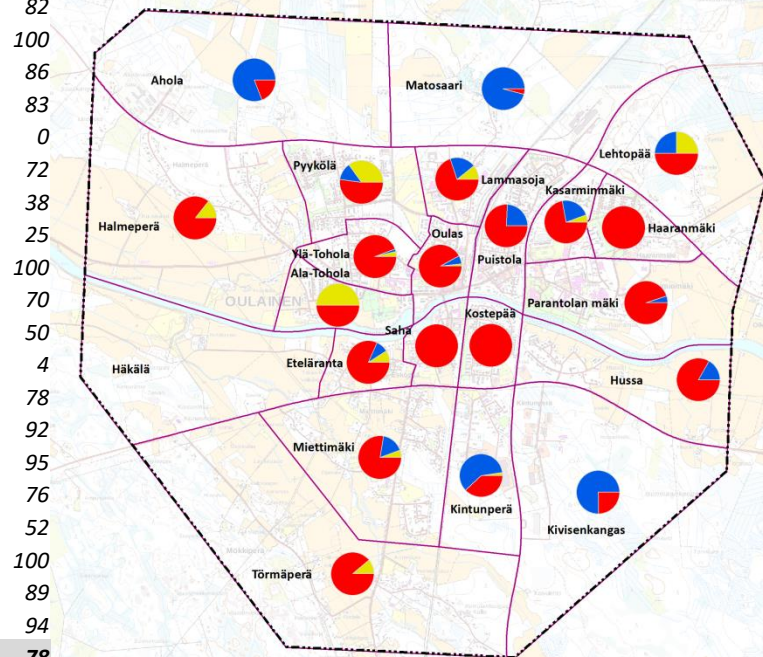 82
100
86
83
0
72
38
25
100
70
50
4
78
92
95
76
52
100
89
94
78
Ahola
Matosaari
Lehtopää
Pyykölä
Lammasoja
Kasarminmäki
Halmeperä
Haaranmäki
Oulas
Puistola
Ylä-Tohola
Ala-Tohola
OULAINEN
Parantolan mäki
Kostepää
Saha
Eteläranta
Häkälä
Hussa
Miettimäki
Kintunperä
Kivisenkangas
Törmäperä